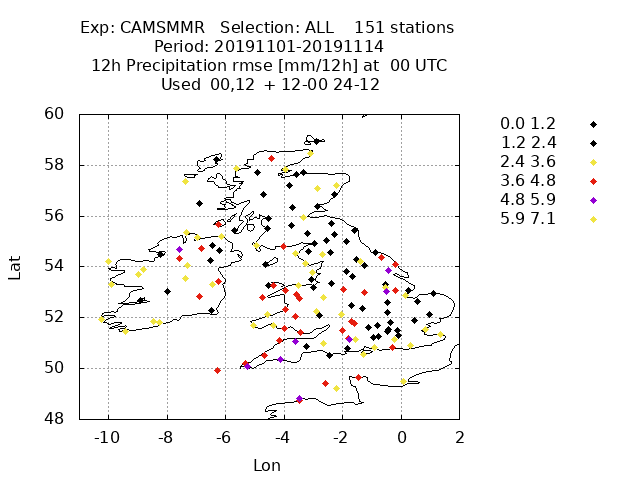 Exp: CAMSMMR Selection: ALL 151 stations
Period: 20191101-20191114
12h Precipitation rmse [mm/12h] at 00 UTC
Used 00,12 + 12-00 24-12
60
58
56
54
52
50
48
Lat
-10 -8 -6 -4 -2 0 2
Lon
0.0 1.2
1.2 2.4
2.4 3.6
3.6 4.8
4.8 5.9
5.9 7.1